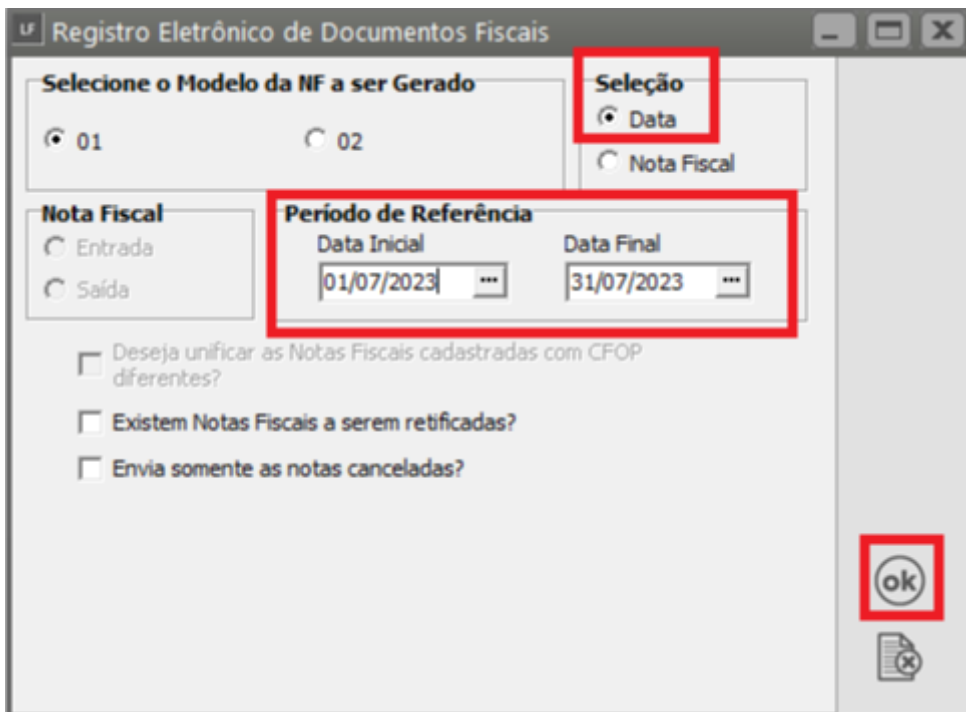 LF Registro Eletrônico de Documentos Fiscais
Selecione o Modelo da NF a ser Gerado
01
02
Seleção
Data
Nota Fiscal
Nota Fiscal
Entrada
Saída
Período de Referência
Data Inicial
Data Final
01/07/2023 ...
31/07/2023 ...
Deseja unificar as Notas Fiscais cadastradas com CFOP
diferentes?
Existem Notas Fiscais a serem retificadas?
Envia somente as notas canceladas?
ok